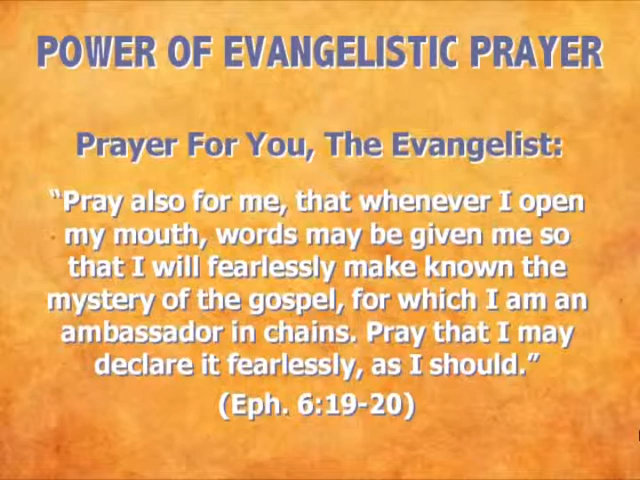 POWER OF EVANGELISTIC PRAYER
Prayer For You, The Evangelist:
“Pray also for me, that whenever I open
my mouth, words may be given me so
that I will fearlessly make known the
mystery of the gospel, for which I am an
ambassador in chains. Pray that I may
declare it fearlessly, as I should.”
(Eph. 6:19-20)